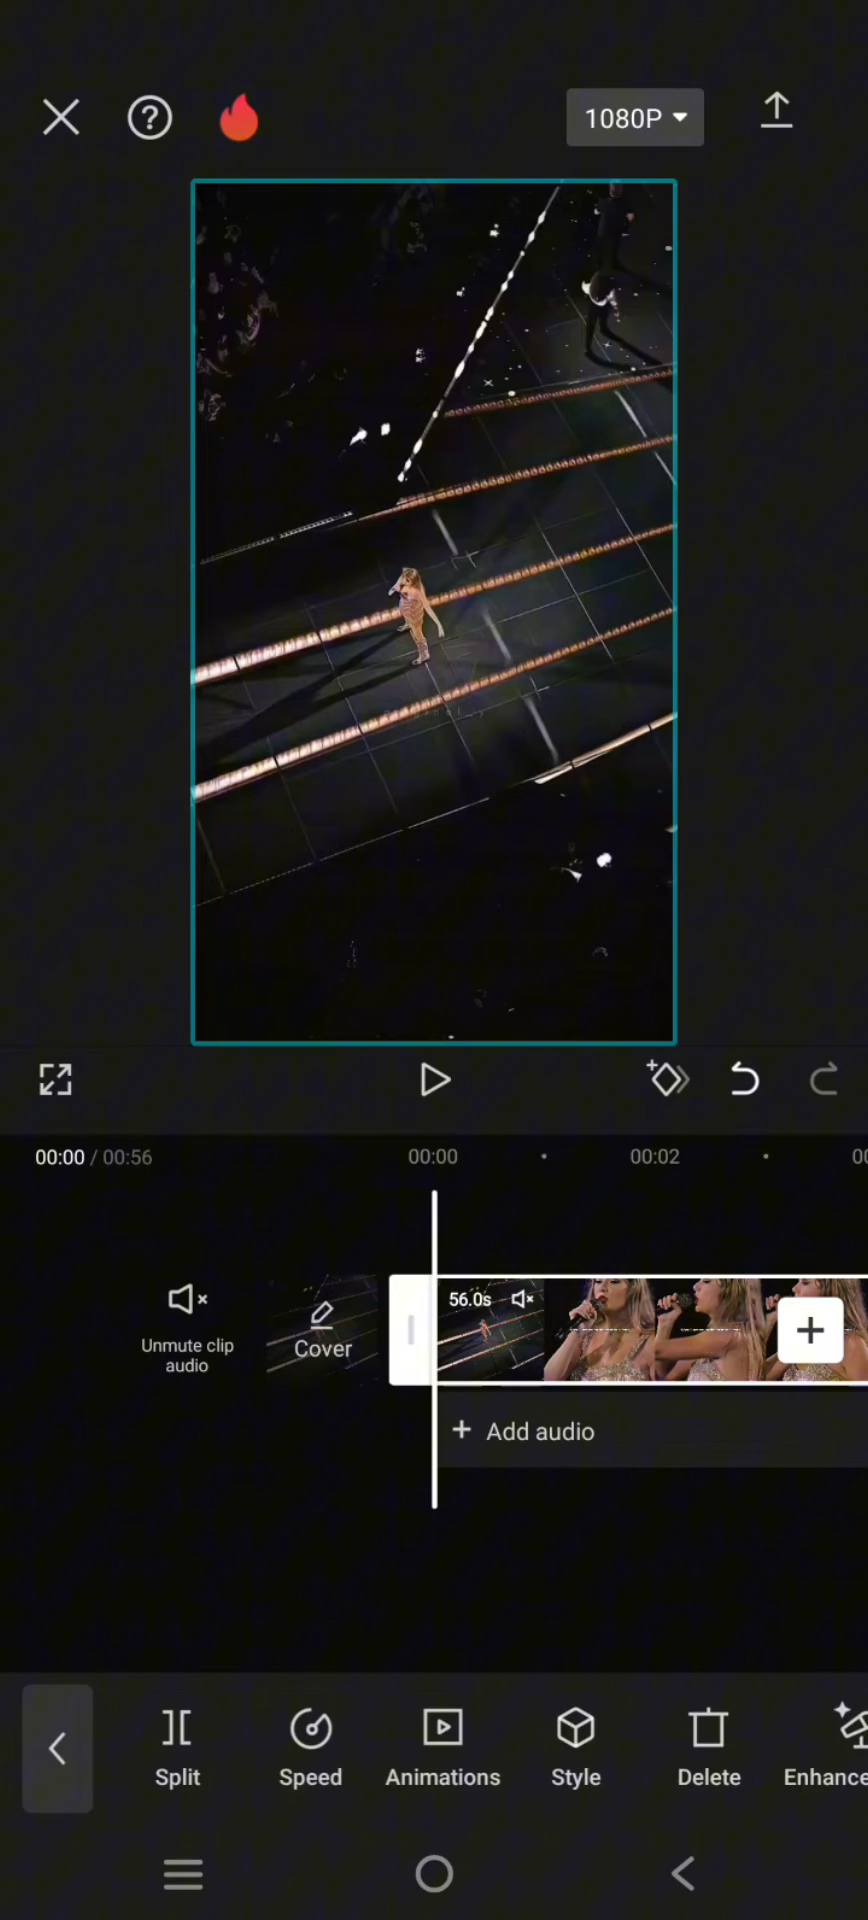 1080P
00:00 / 00:56
00:00
00:02
56.0s
Unmute clip
audio
Cover
+ Add audio
Split
Speed
Animations
Style
Delete
Enhance